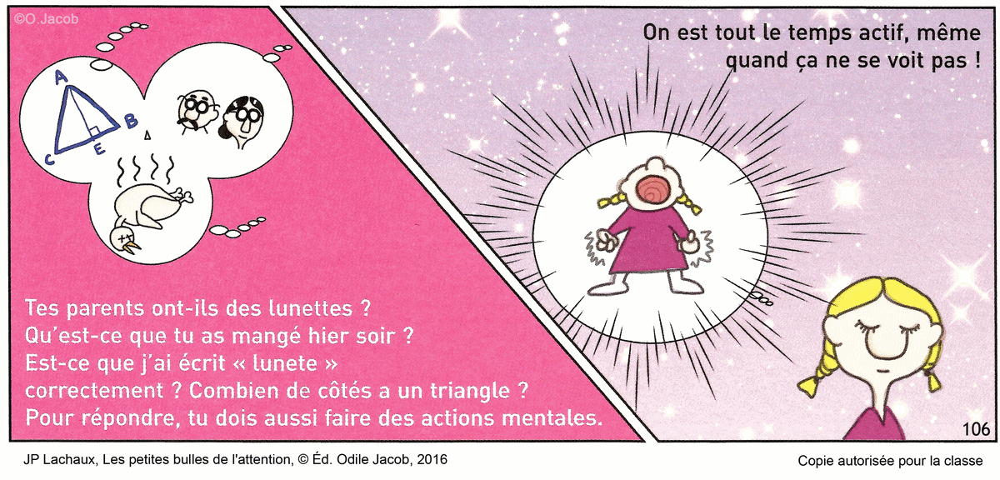 ©O.Jacob
A
B
C
E
Tes parents ont-ils des lunettes ?
Qu'est-ce que tu as mangé hier soir ?
Est-ce que j'ai écrit « lunete »
correctement ? Combien de côtés a un triangle ?
Pour répondre, tu dois aussi faire des actions mentales.
On est tout le temps actif, même
quand ça ne se voit pas !
106
JP Lachaux, Les petites bulles de l'attention, © Éd. Odile Jacob, 2016
Copie autorisée pour la classe